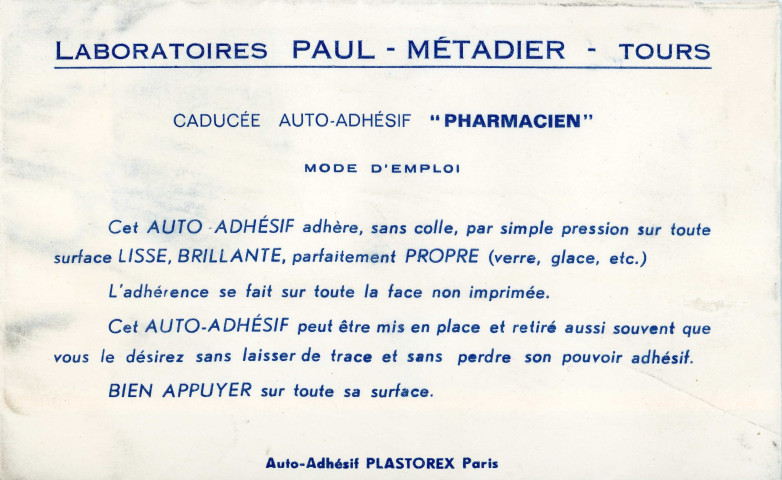 LABORATOIRES PAUL - MÉTADIER - TOURS
CADUCÉE AUTO-ADHÉSIF "PHARMACIEN"
MODE D'EMPLOI
Cet AUTO-ADHÉSIF adhère, sans colle, par simple pression sur toute
surface LISSE, BRILLANTE, parfaitement PROPRE (verre, glace, etc.)
L'adhérence se fait sur toute la face non imprimée.
Cet AUTO-ADHÉSIF peut être mis en place et retiré aussi souvent que
vous le désirez sans laisser de trace et sans perdre son pouvoir adhésif.
BIEN APPUYER sur toute sa surface.
Auto-Adhésif PLASTOREX Paris